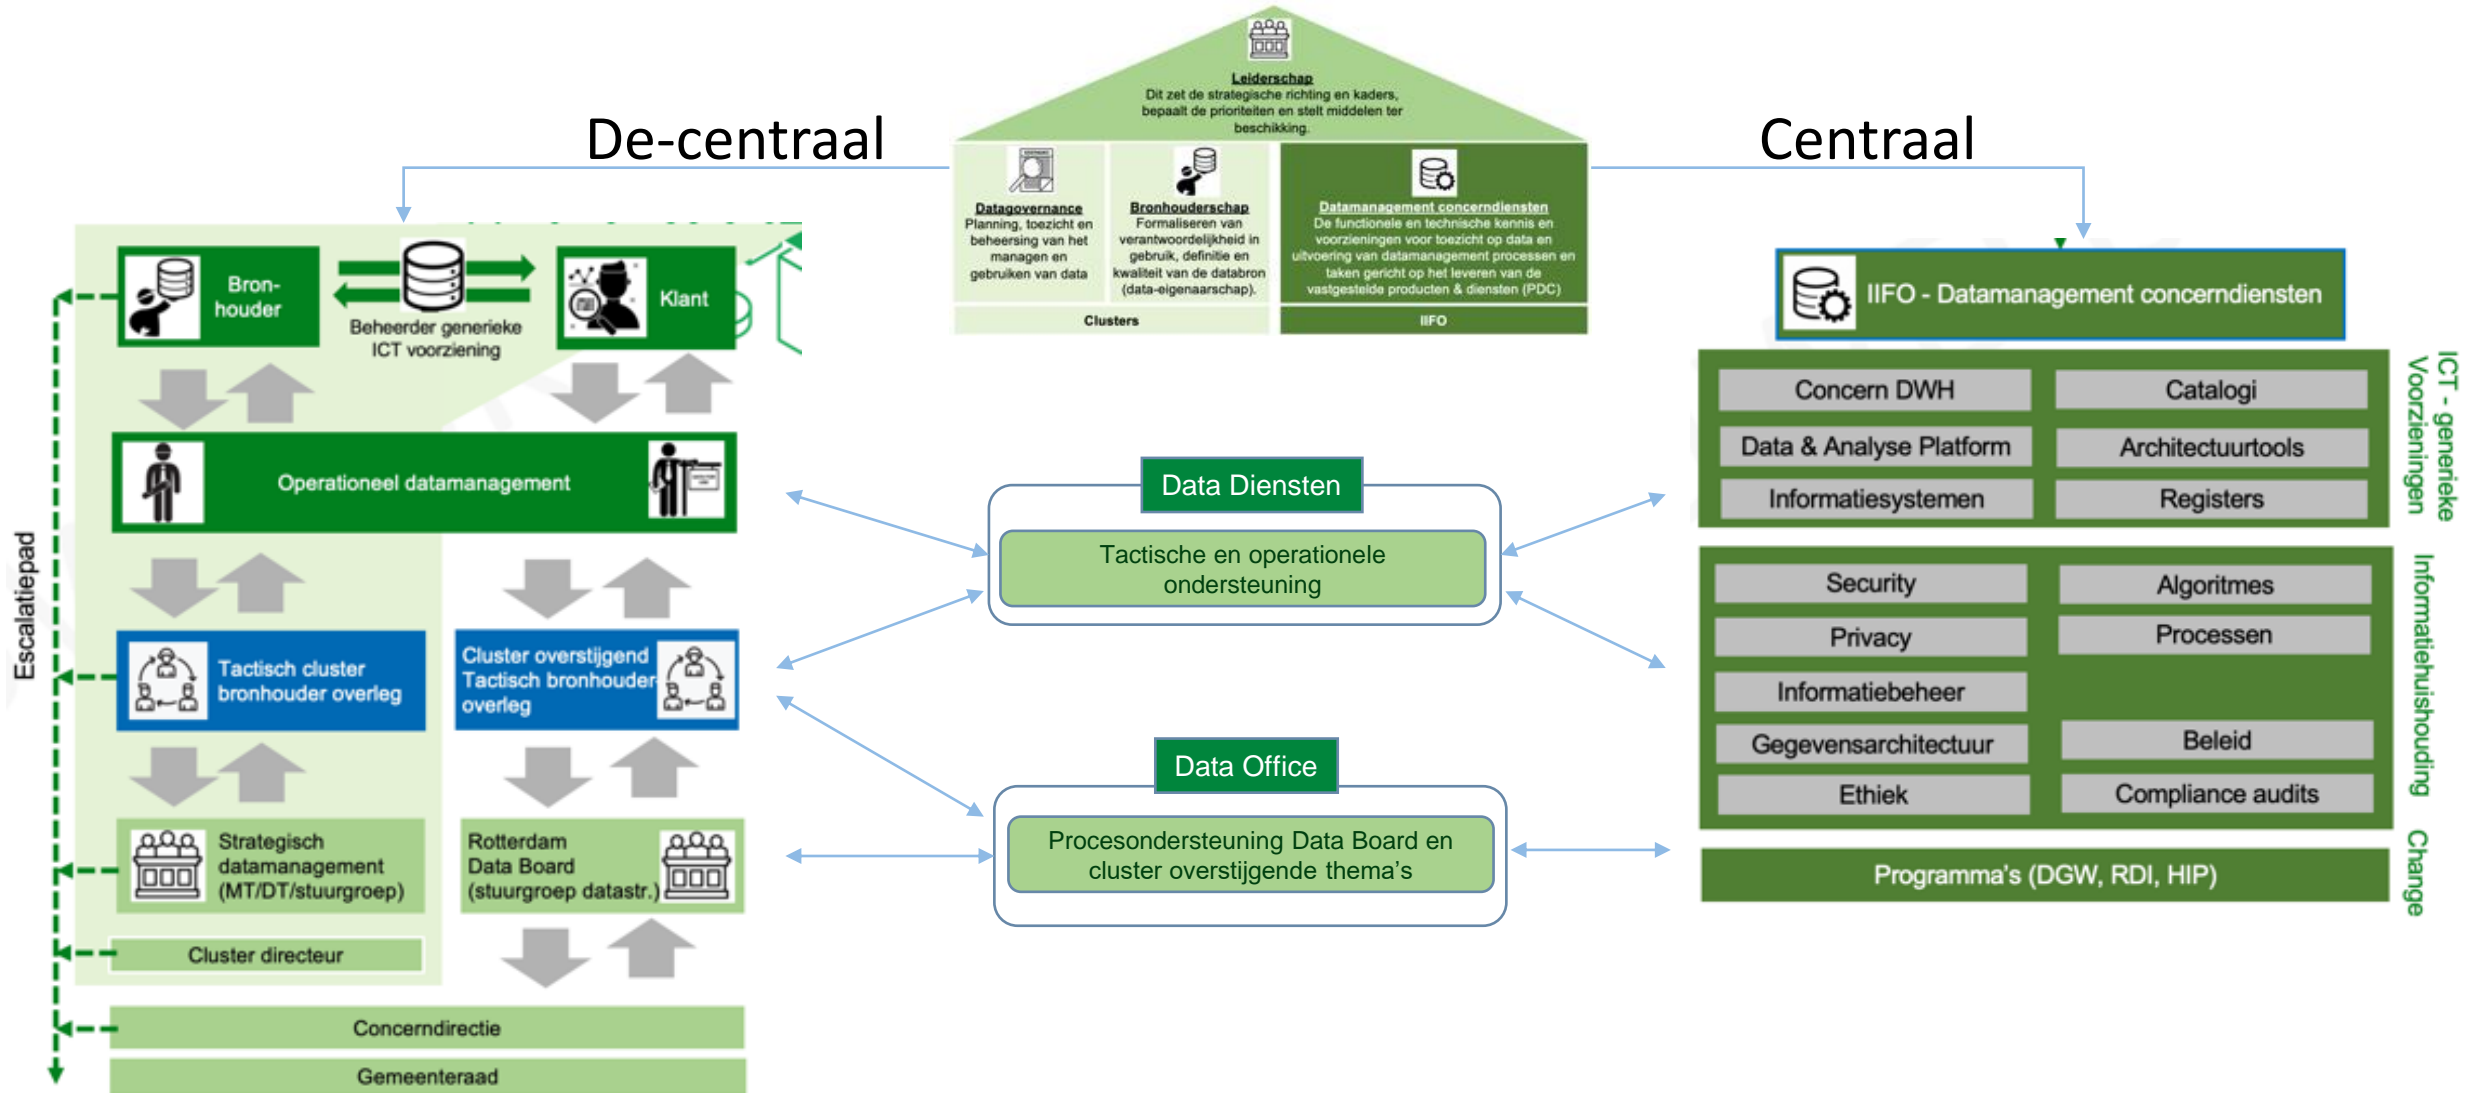 Leiderschap
Dit zet de strategische richting en kaders,
bepaalt de prioriteiten en stelt middelen ter
beschikking.
De-centraal
Centraal
Datagovernance
Planning, toezicht en
beheersing van het
managen en
gebruiken van data
Bronhouderschap
Formaliseren van
verantwoordelijkheid in
gebruik, definitie en
kwaliteit van de databron
(data-eigenaarschap).
Datamanagement concerndiensten
De functionele en technische kennis en
voorzieningen voor toezicht op data en
uitvoering van datamanagement processen en
taken gericht op het leveren van de
vastgestelde producten & diensten (PDC)
Clusters
IIFO
Bron-
houder
Beheerder generieke
ICT voorziening
Klant
Operationeel datamanagement
Escalatiepad
Tactisch cluster
bronhouder overleg
Cluster overstijgend
Tactisch bronhouder-
overleg
Strategisch
datamanagement
(MT/DT/stuurgroep)
Rotterdam
Data Board
(stuurgroep datastr.)
Cluster directeur
Concerndirectie
Gemeenteraad
Data Diensten
Tactische en operationele
ondersteuning
Data Office
Procesondersteuning Data Board en
cluster overstijgende thema's
IIFO - Datamanagement concerndiensten
Concern DWH
Catalogi
Data & Analyse Platform
Architectuurtools
Informatiesystemen
Registers
ICT - generieke
Voorzieningen
Security
Algoritmes
Privacy
Processen
Informatiebeheer
Gegevensarchitectuur
Beleid
Ethiek
Compliance audits
Informatiehuishouding
Programma's (DGW, RDI, HIP)
Change